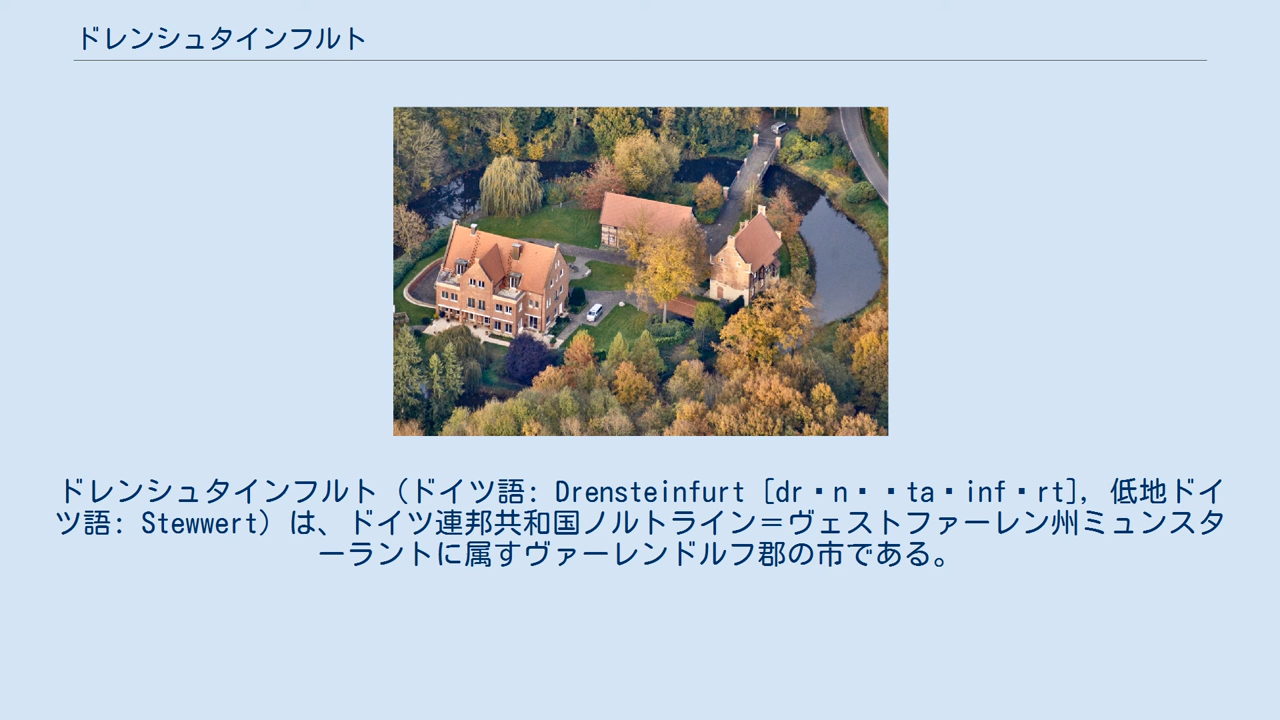 ドレンシュタインフルト
ドレンシュタインフルト（ドイツ語: Drensteinfurt [dr▪n▪▪ta▪inf▪rt], 低地ドイ
ツ語: Stewwert）は、ドイツ連邦共和国ノルトライン＝ヴェストファーレン州ミュンスタ
ーラントに属すヴァーレンドルフ郡の市である。